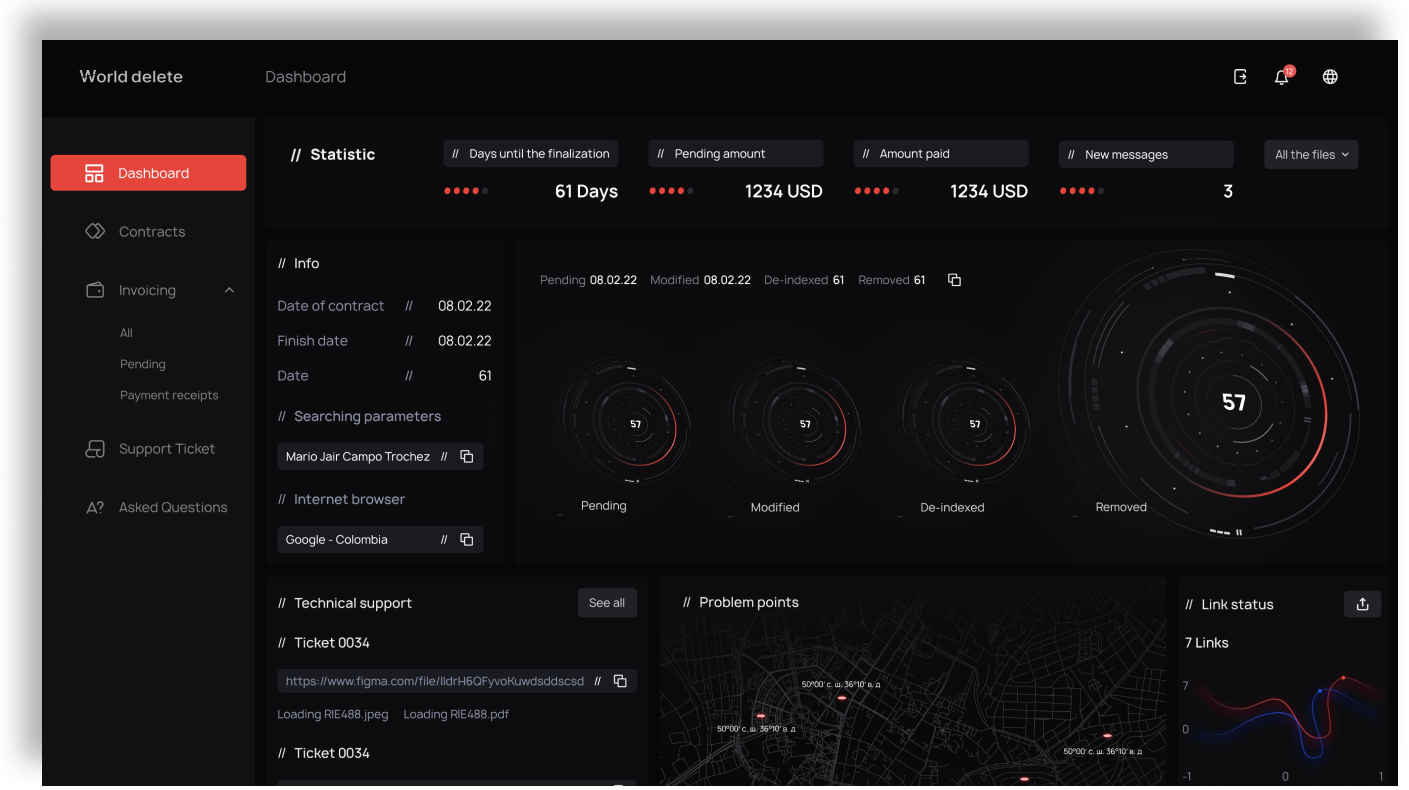 World delete
Dashboard
12
Dashboard
Contracts
Invoicing
All
Pending
Payment receipts
Support Ticket
A? Asked Questions
// Statistic
// Days until the finalization
61 Days
// Pending amount
1234 USD
// Amount paid
1234 USD
// New messages
3
All the files
// Info
Date of contract // 08.02.22
Finish date // 08.02.22
Date // 61
// Searching parameters
Mario Jair Campo Trochez //
// Internet browser
Google - Colombia //
Pending 08.02.22 Modified 08.02.22 De-indexed 61 Removed 61
57
Pending
57
Modified
57
De-indexed
57
Removed
// Technical support
See all
// Ticket 0034
https://www.figma.com/file/IldrH6QFyvoKuwdsddscsd //
Loading RIE488.jpeg Loading RIE488.pdf
// Ticket 0034
// Problem points
50°00′ с. ш. 36°10′ в. д
50°00′ с. ш. 36°10′ в. д
50°00′ с. ш. 36°10′ в. д
// Link status
7 Links
7
0
-1 0 1